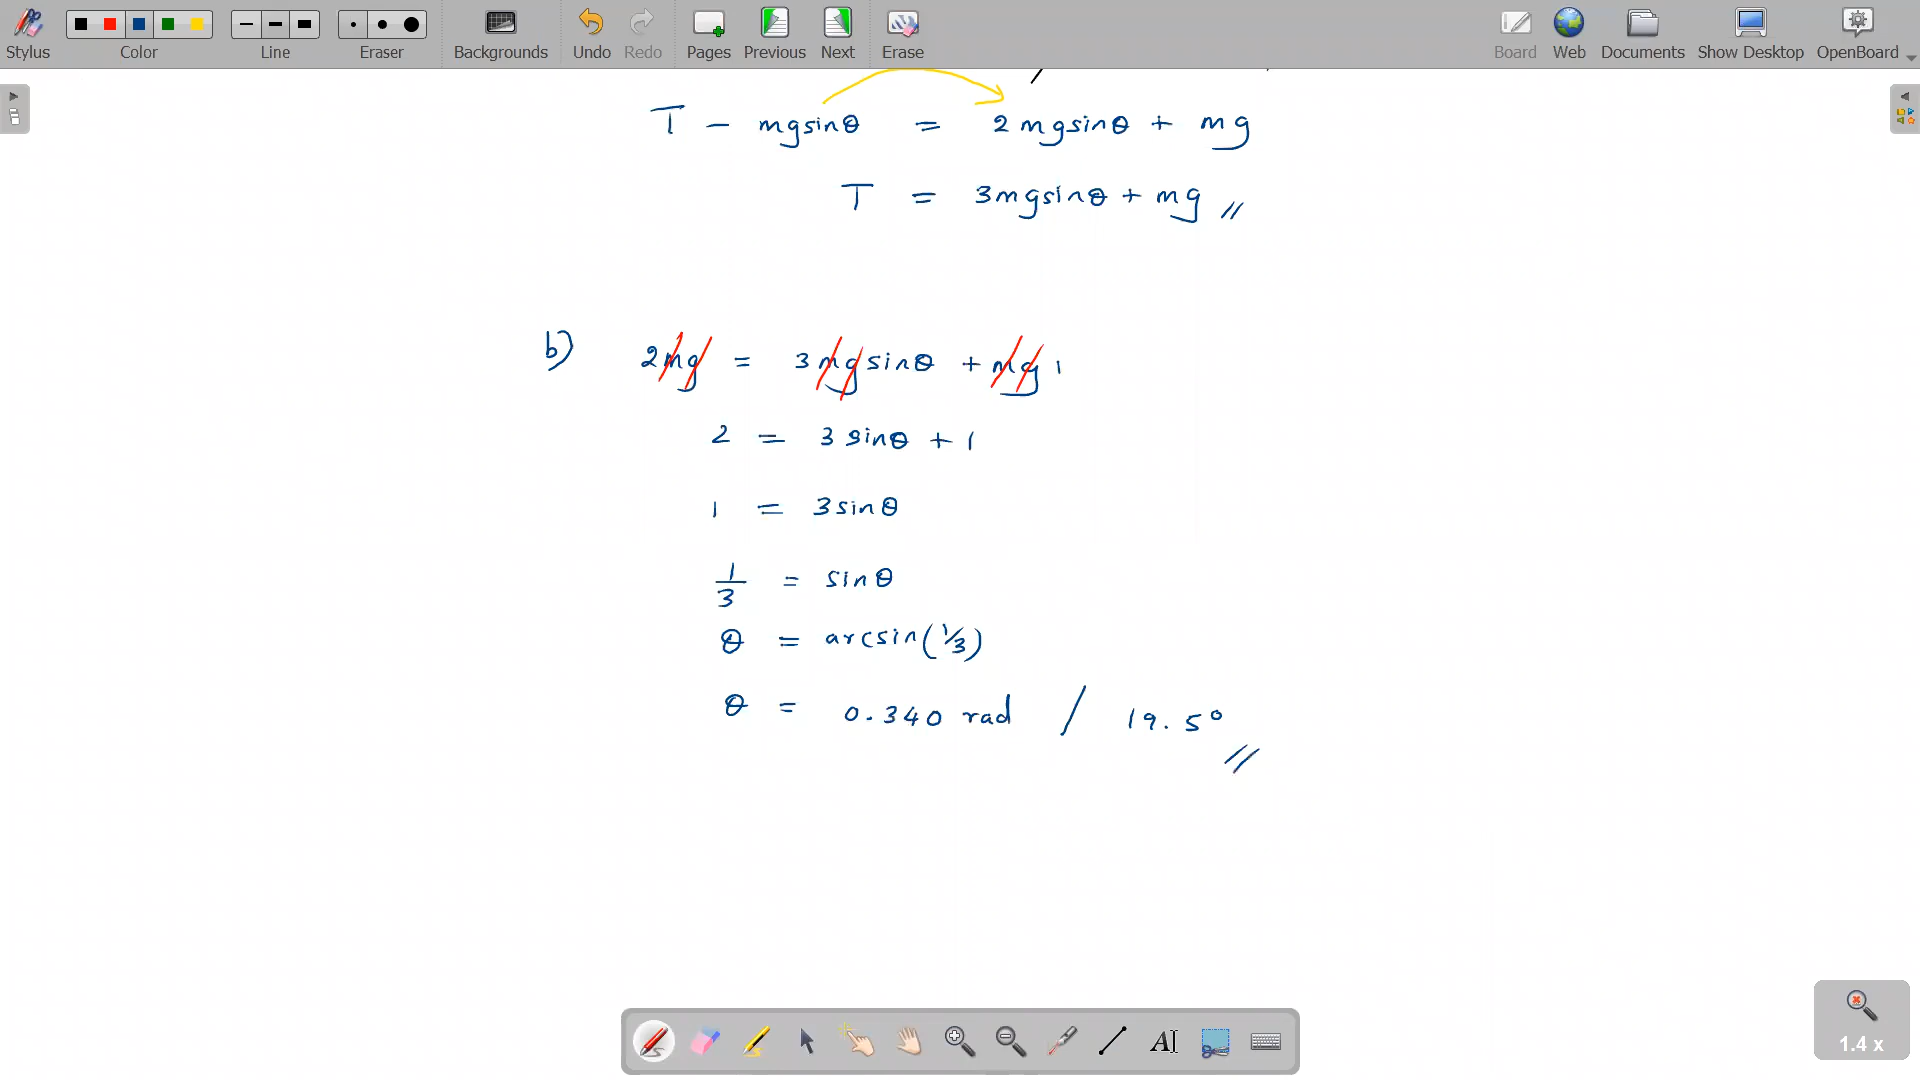 Stylus Color Line Eraser Backgrounds Undo Redo Pages Previous Next Erase Board Web Documents Show Desktop OpenBoard
T - mgsinθ = 2mgsinθ + mg
T = 3mgsinθ + mg //
b) 2mg = 3mgsinθ + mg 1
2 = 3sinθ + 1
1 = 3sinθ
1/3 = sinθ
θ = arcsin(1/3)
θ = 0.340 rad / 19.5° //
AI
1.4 x